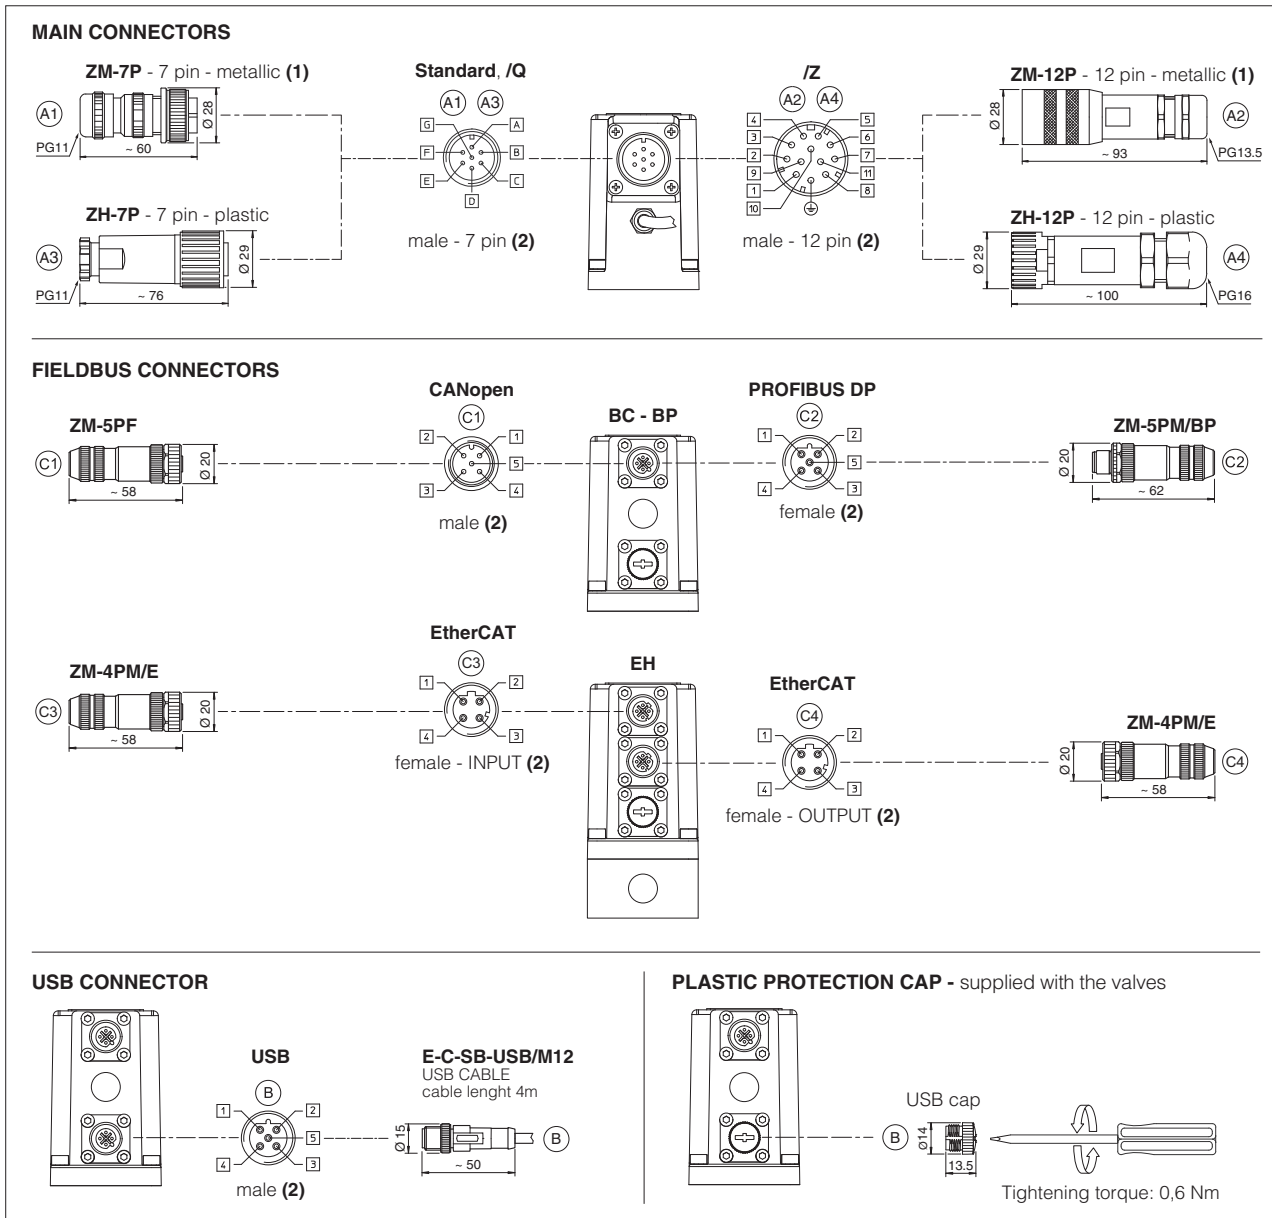 MAIN CONNECTORS
ZM-7P - 7 pin - metallic (1)
A1
PG11
~ 60
Ø 28
ZH-7P - 7 pin - plastic
A3
PG11
~ 76
Ø 29
Standard, /Q
A1 A3
G A
F B
E C
D
male - 7 pin (2)
/Z
A2 A4
4 5
3 6
2 7
9 11
1 8
10
male - 12 pin (2)
ZM-12P - 12 pin - metallic (1)
Ø 28
A2
PG13.5
~ 93
ZH-12P - 12 pin - plastic
Ø 29
A4
PG16
~ 100
FIELDBUS CONNECTORS
ZM-5PF
C1
Ø 20
~ 58
CANopen
C1
2 1
5
3 4
male (2)
BC - BP
PROFIBUS DP
C2
1 2
5
4 3
female (2)
ZM-5PM/BP
Ø 20
C2
~ 62
ZM-4PM/E
C3
Ø 20
~ 58
EtherCAT
C3
1 2
4 3
female - INPUT (2)
EH
EtherCAT
C4
1 2
4 3
female - OUTPUT (2)
ZM-4PM/E
Ø 20
C4
~ 58
USB CONNECTOR
USB
B
1 2
5
4 3
male (2)
E-C-SB-USB/M12
USB CABLE
cable lenght 4m
Ø 15
B
~ 50
PLASTIC PROTECTION CAP - supplied with the valves
USB cap
B
Ø14
13.5
Tightening torque: 0,6 Nm